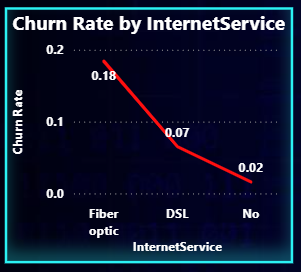 Churn Rate by InternetService
0.2
0.18
0.1
0.07
0.02
0.0
Churn Rate
Fiber
optic
DSL
No
InternetService